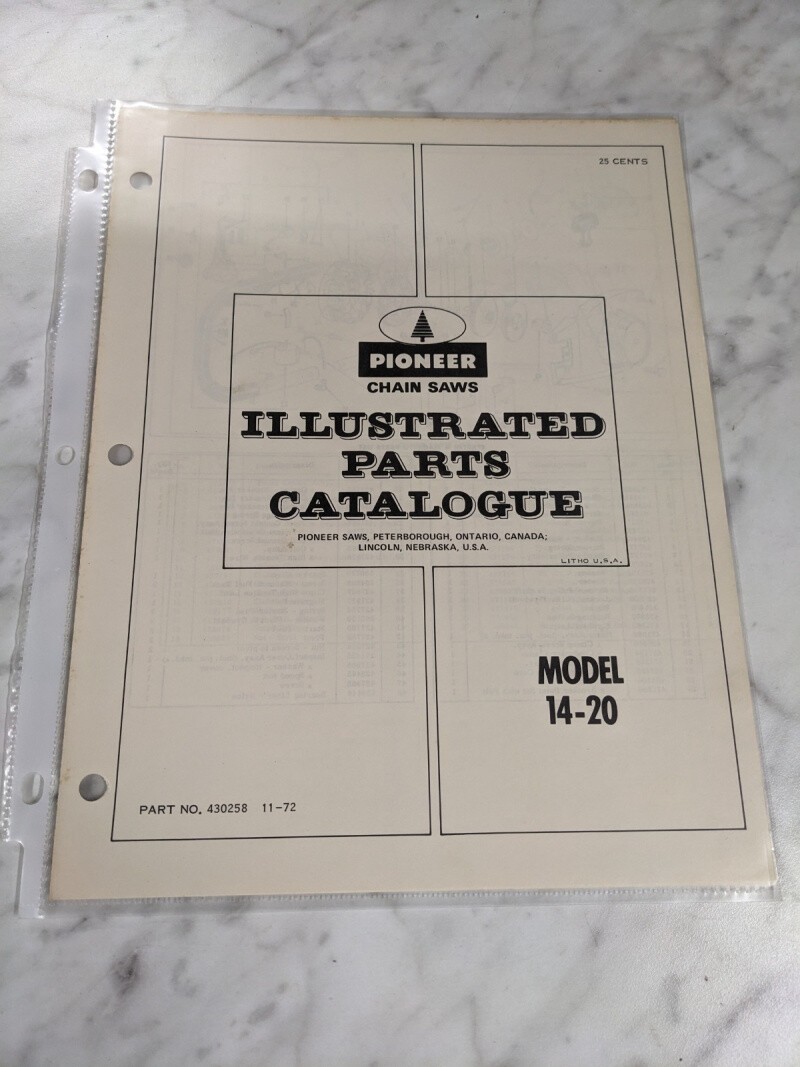 25 CENTS
PIONEER
CHAIN SAWS
ILLUSTRATED
PARTS
CATALOGUE
PIONEER SAWS, PETERBOROUGH, ONTARIO, CANADA;
LINCOLN, NEBRASKA, U.S.A.
LITHO U.S.A.
MODEL
14-20
PART NO. 430258 11-72